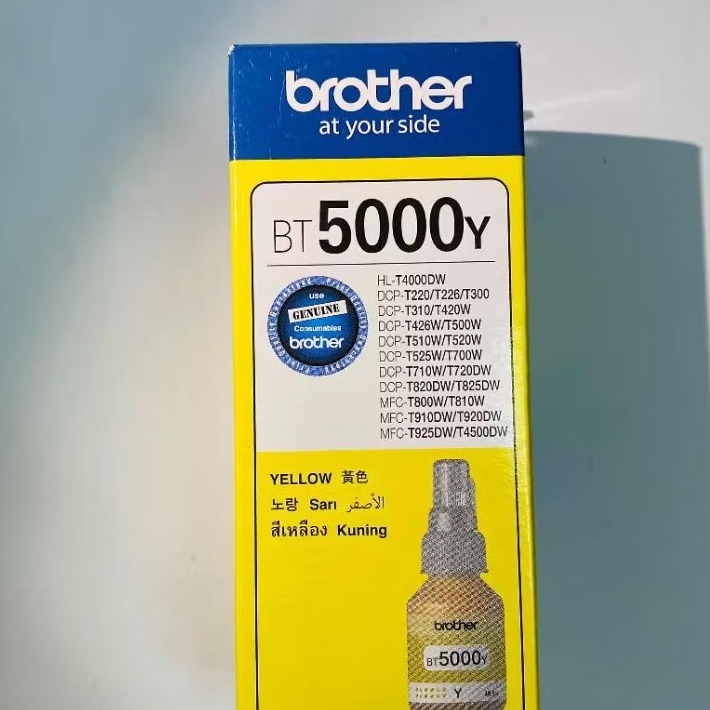 brother
at your side
BT5000Y
use
GENUINE
Consumables
brother
HL-T4000DW
DCP-T220/T226/T300
DCP-T310/T420W
DCP-T426W/T500W
DCP-T510W/T520W
DCP-T525W/T700W
DCP-T710W/T720DW
DCP-T820DW/T825DW
MFC-T800W/T810W
MFC-T910DW/T920DW
MFC-T925DW/T4500DW
YELLOW 黃色
노랑 Sarı الأصفر
สีเหลือง Kuning
brother
BT5000Y
Y